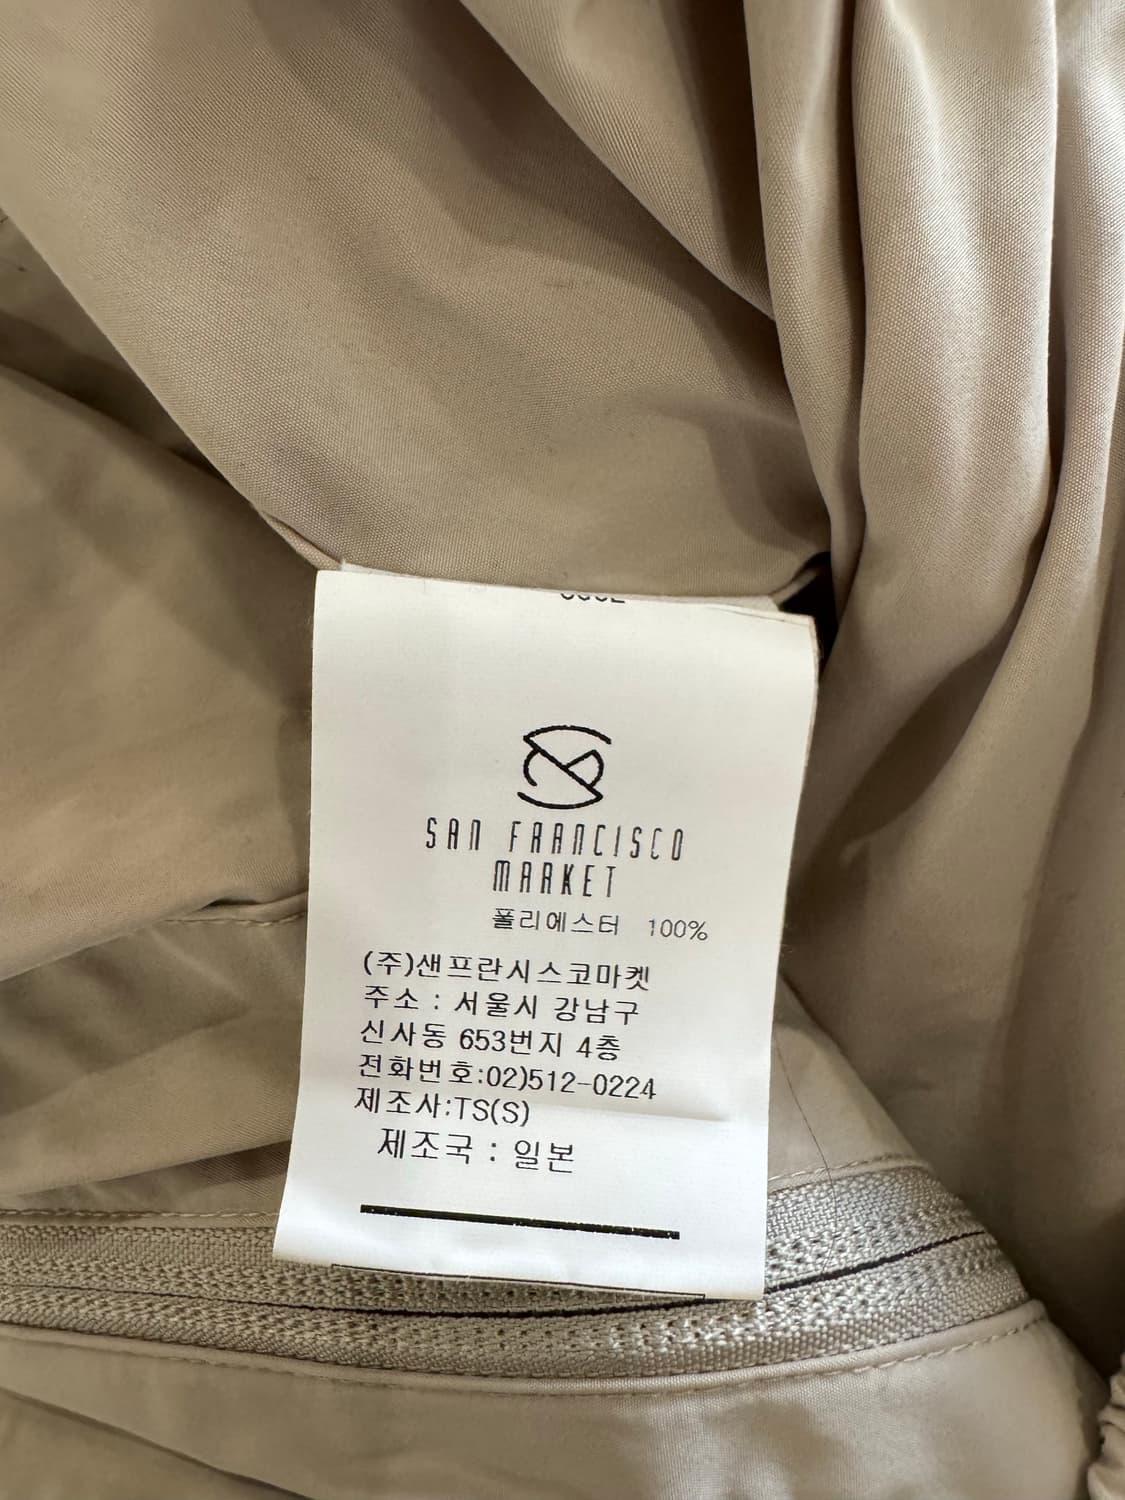 SAN FRANCISCO
MARKET
폴리에스터 100%
(주)샌프란시스코마켓
주소 : 서울시 강남구
신사동 653번지 4층
전화번호:02)512-0224
제조사:TS(S)
제조국 : 일본